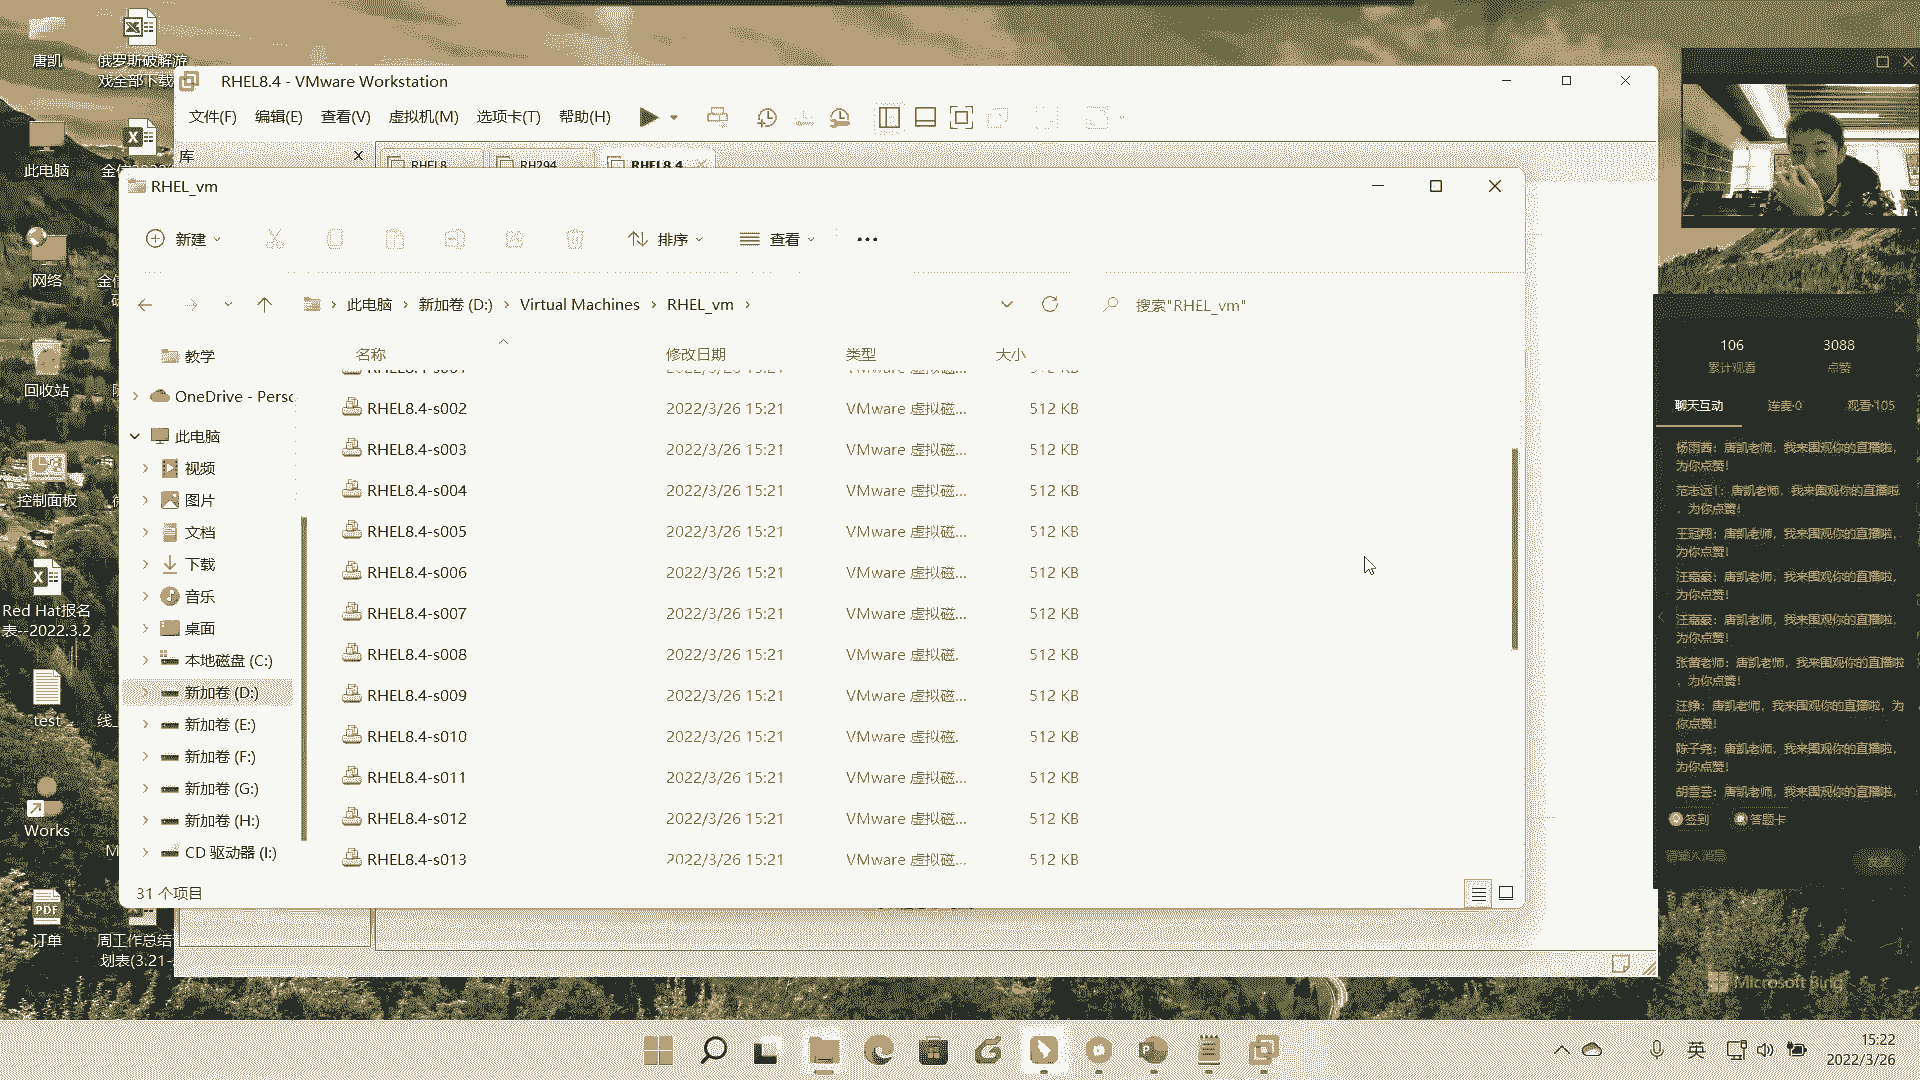 唐凯
俄罗斯破解游
戏全部下载
此电脑
网络
回收站
控制面板
Red Hat报名
表--2022.3.2
test
Works
PDF
订单
周工作总结
划表(3.21-
RHEL8.4 - VMware Workstation
文件(F) 编辑(E) 查看(V) 虚拟机(M) 选项卡(T) 帮助(H)
库
RHEL8 RH294 RHEL8.4
RHEL_vm
新建 排序 查看
此电脑 新加卷 (D:) Virtual Machines RHEL_vm
搜索"RHEL_vm"
名称 修改日期 类型 大小
教学
OneDrive - Perso
此电脑
视频
图片
文档
下载
音乐
桌面
本地磁盘 (C:)
新加卷 (D:)
新加卷 (E:)
新加卷 (F:)
新加卷 (G:)
新加卷 (H:)
CD 驱动器 (I:)
RHEL8.4-s002 2022/3/26 15:21 VMware 虚拟磁... 512 KB
RHEL8.4-s003 2022/3/26 15:21 VMware 虚拟磁... 512 KB
RHEL8.4-s004 2022/3/26 15:21 VMware 虚拟磁... 512 KB
RHEL8.4-s005 2022/3/26 15:21 VMware 虚拟磁... 512 KB
RHEL8.4-s006 2022/3/26 15:21 VMware 虚拟磁... 512 KB
RHEL8.4-s007 2022/3/26 15:21 VMware 虚拟磁... 512 KB
RHEL8.4-s008 2022/3/26 15:21 VMware 虚拟磁. 512 KB
RHEL8.4-s009 2022/3/26 15:21 VMware 虚拟磁... 512 KB
RHEL8.4-s010 2022/3/26 15:21 VMware 虚拟磁. 512 KB
RHEL8.4-s011 2022/3/26 15:21 VMware 虚拟磁... 512 KB
RHEL8.4-s012 2022/3/26 15:21 VMware 虚拟磁... 512 KB
RHEL8.4-s013 2022/3/26 15:21 VMware 虚拟磁... 512 KB
31 个项目
106 3088
累计观看 点赞
聊天互动 连麦·0 观看·105
杨雨茜：唐凯老师，我来围观你的直播啦，
为你点赞！
范志远1：唐凯老师，我来围观你的直播啦
，为你点赞！
王冠翔：唐凯老师，我来围观你的直播啦，
为你点赞！
汪嘉豪：唐凯老师，我来围观你的直播啦，
为你点赞！
汪嘉豪：唐凯老师，我来围观你的直播啦，
为你点赞！
张苗老师：唐凯老师，我来围观你的直播啦
，为你点赞！
汪铮：唐凯老师，我来围观你的直播啦，为
你点赞！
陈子尧：唐凯老师，我来围观你的直播啦，
为你点赞！
唐凯老师，我来围观你的直播啦，
签到 答题卡
请输入消息
发送
Microsoft Bing
英
15:22
2022/3/26